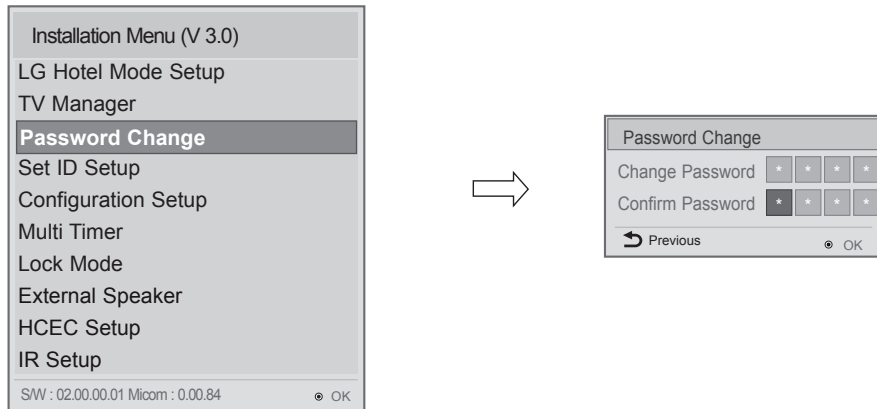 Installation Menu (V 3.0)
LG Hotel Mode Setup
TV Manager
Password Change
Set ID Setup
Configuration Setup
Multi Timer
Lock Mode
External Speaker
HCEC Setup
IR Setup
S/W : 02.00.00.01 Micom : 0.00.84 ◉ OK
Password Change
Change Password * * * *
Confirm Password * * * *
Previous ◉ OK